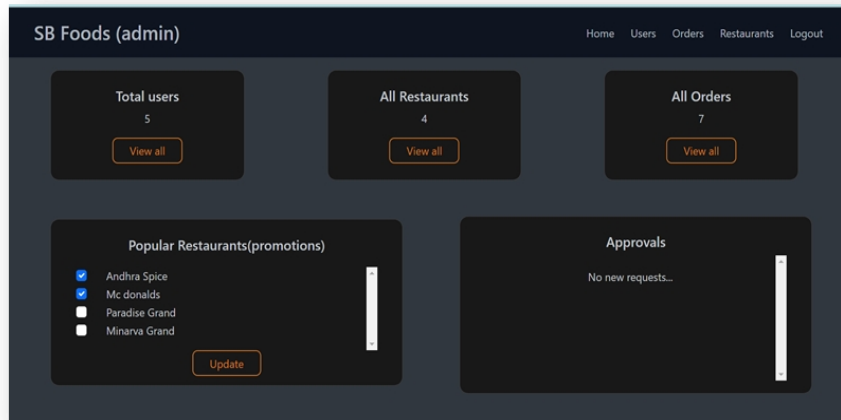 SB Foods (admin)
Home Users Orders Restaurants Logout
Total users
5
View all
All Restaurants
4
View all
All Orders
7
View all
Popular Restaurants(promotions)
Andhra Spice
Mc donalds
Paradise Grand
Minarva Grand
Update
Approvals
No new requests...